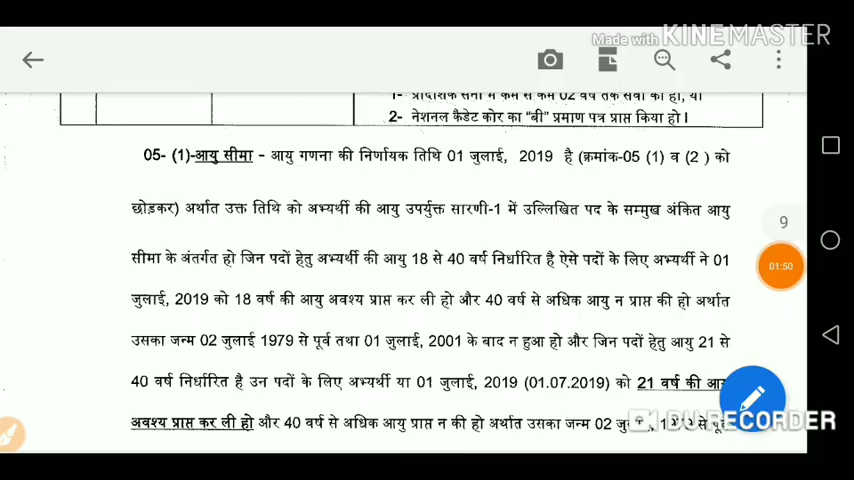 Made with KINEMASTER
1- प्रादेशिक सेना में कम से कम 02 वर्ष तक सेवा की हो, या
2- नेशनल कैडेट कोर का "बी" प्रमाण पत्र प्राप्त किया हो।
05- (1)-आयु सीमा - आयु गणना की निर्णायक तिथि 01 जुलाई, 2019 है (क्रमांक-05 (1) व (2 ) को
छोड़कर) अर्थात उक्त तिथि को अभ्यर्थी की आयु उपर्युक्त सारणी-1 में उल्लिखित पद के सम्मुख अंकित आयु
9
सीमा के अंतर्गत हो जिन पदों हेतु अभ्यर्थी की आयु 18 से 40 वर्ष निर्धारित है ऐसे पदों के लिए अभ्यर्थी ने 01
01:50
जुलाई, 2019 को 18 वर्ष की आयु अवश्य प्राप्त कर ली हो और 40 वर्ष से अधिक आयु न प्राप्त की हो अर्थात
उसका जन्म 02 जुलाई 1979 से पूर्व तथा 01 जुलाई, 2001 के बाद न हुआ हो और जिन पदों हेतु आयु 21 से
40 वर्ष निर्धारित है उन पदों के लिए अभ्यर्थी या 01 जुलाई, 2019 (01.07.2019) को 21 वर्ष की
अवश्य प्राप्त कर ली हो और 40 वर्ष से अधिक आयु प्राप्त न की हो अर्थात उसका जन्म 02 से
DU RECORDER